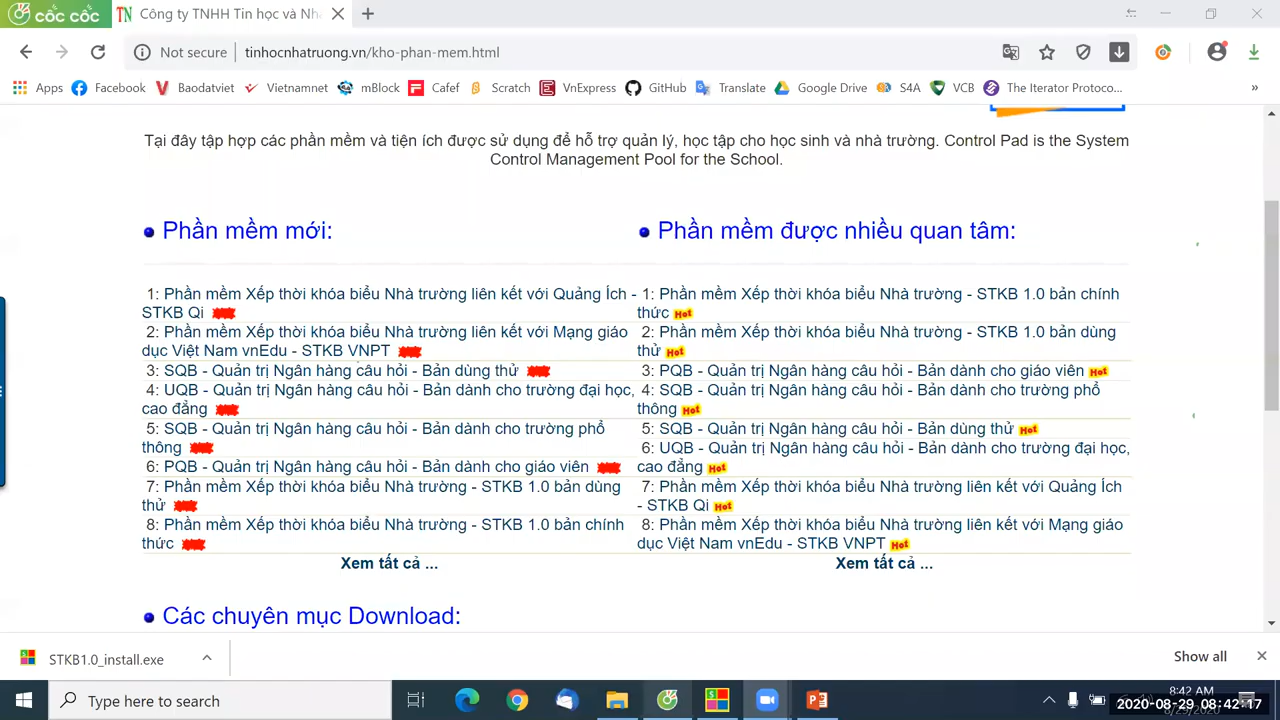 cốc cốc
TN Công ty TNHH Tin học và Nhà
Not secure tinhocnhatruong.vn/kho-phan-mem.html
Apps Facebook Baodatviet Vietnamnet mBlock Cafef Scratch VnExpress GitHub Translate Google Drive S4A VCB The Iterator Protoco... »
Tại đây tập hợp các phần mềm và tiện ích được sử dụng để hỗ trợ quản lý, học tập cho học sinh và nhà trường. Control Pad is the System
Control Management Pool for the School.
Phần mềm mới:
1: Phần mềm Xếp thời khóa biểu Nhà trường liên kết với Quảng Ích -
STKB Qi
2: Phần mềm Xếp thời khóa biểu Nhà trường liên kết với Mạng giáo
dục Việt Nam vnEdu - STKB VNPT
3: SQB - Quản trị Ngân hàng câu hỏi - Bản dùng thử
4: UQB - Quản trị Ngân hàng câu hỏi - Bản dành cho trường đại học,
cao đẳng
5: SQB - Quản trị Ngân hàng câu hỏi - Bản dành cho trường phổ
thông
6: PQB - Quản trị Ngân hàng câu hỏi - Bản dành cho giáo viên
7: Phần mềm Xếp thời khóa biểu Nhà trường - STKB 1.0 bản dùng
thử
8: Phần mềm Xếp thời khóa biểu Nhà trường - STKB 1.0 bản chính
thức
Xem tất cả ...
Phần mềm được nhiều quan tâm:
1: Phần mềm Xếp thời khóa biểu Nhà trường - STKB 1.0 bản chính
thức Hot
2: Phần mềm Xếp thời khóa biểu Nhà trường - STKB 1.0 bản dùng
thử Hot
3: PQB - Quản trị Ngân hàng câu hỏi - Bản dành cho giáo viên Hot
4: SQB - Quản trị Ngân hàng câu hỏi - Bản dành cho trường phổ
thông Hot
5: SQB - Quản trị Ngân hàng câu hỏi - Bản dùng thử Hot
6: UQB - Quản trị Ngân hàng câu hỏi - Bản dành cho trường đại học,
cao đẳng Hot
7: Phần mềm Xếp thời khóa biểu Nhà trường liên kết với Quảng Ích
- STKB Qi Hot
8: Phần mềm Xếp thời khóa biểu Nhà trường liên kết với Mạng giáo
dục Việt Nam vnEdu - STKB VNPT Hot
Xem tất cả ...
Các chuyên mục Download:
STKB1.0_install.exe
Show all
Type here to search
8:42 AM
2020-08-29 08:42:17